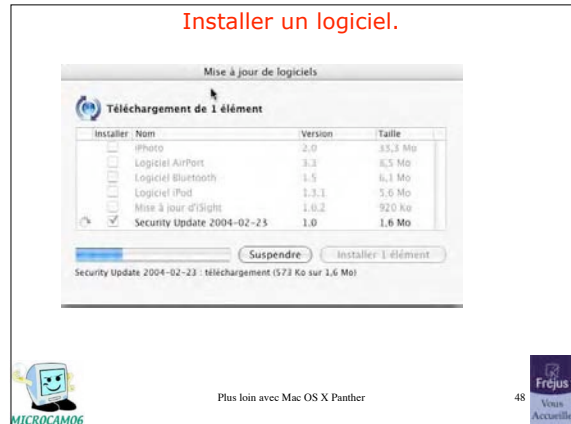 Installer un logiciel.
Mise à jour de logiciels
Téléchargement de 1 élément
Installer Nom Version Taille
iPhoto 2.0 33,3 Mo
Logiciel AirPort 3.3 8,5 Mo
Logiciel Bluetooth 1.5 6,1 Mo
Logiciel iPod 1.3.1 5,6 Mo
Mise à jour d'iSight 1.0.2 920 Ko
Security Update 2004-02-23 1.0 1,6 Mo
Suspendre Installer 1 élément
Security Update 2004-02-23 : téléchargement (573 Ko sur 1,6 Mo)
MICROCAM06
Plus loin avec Mac OS X Panther
48
Fréjus
Vous
Accueille